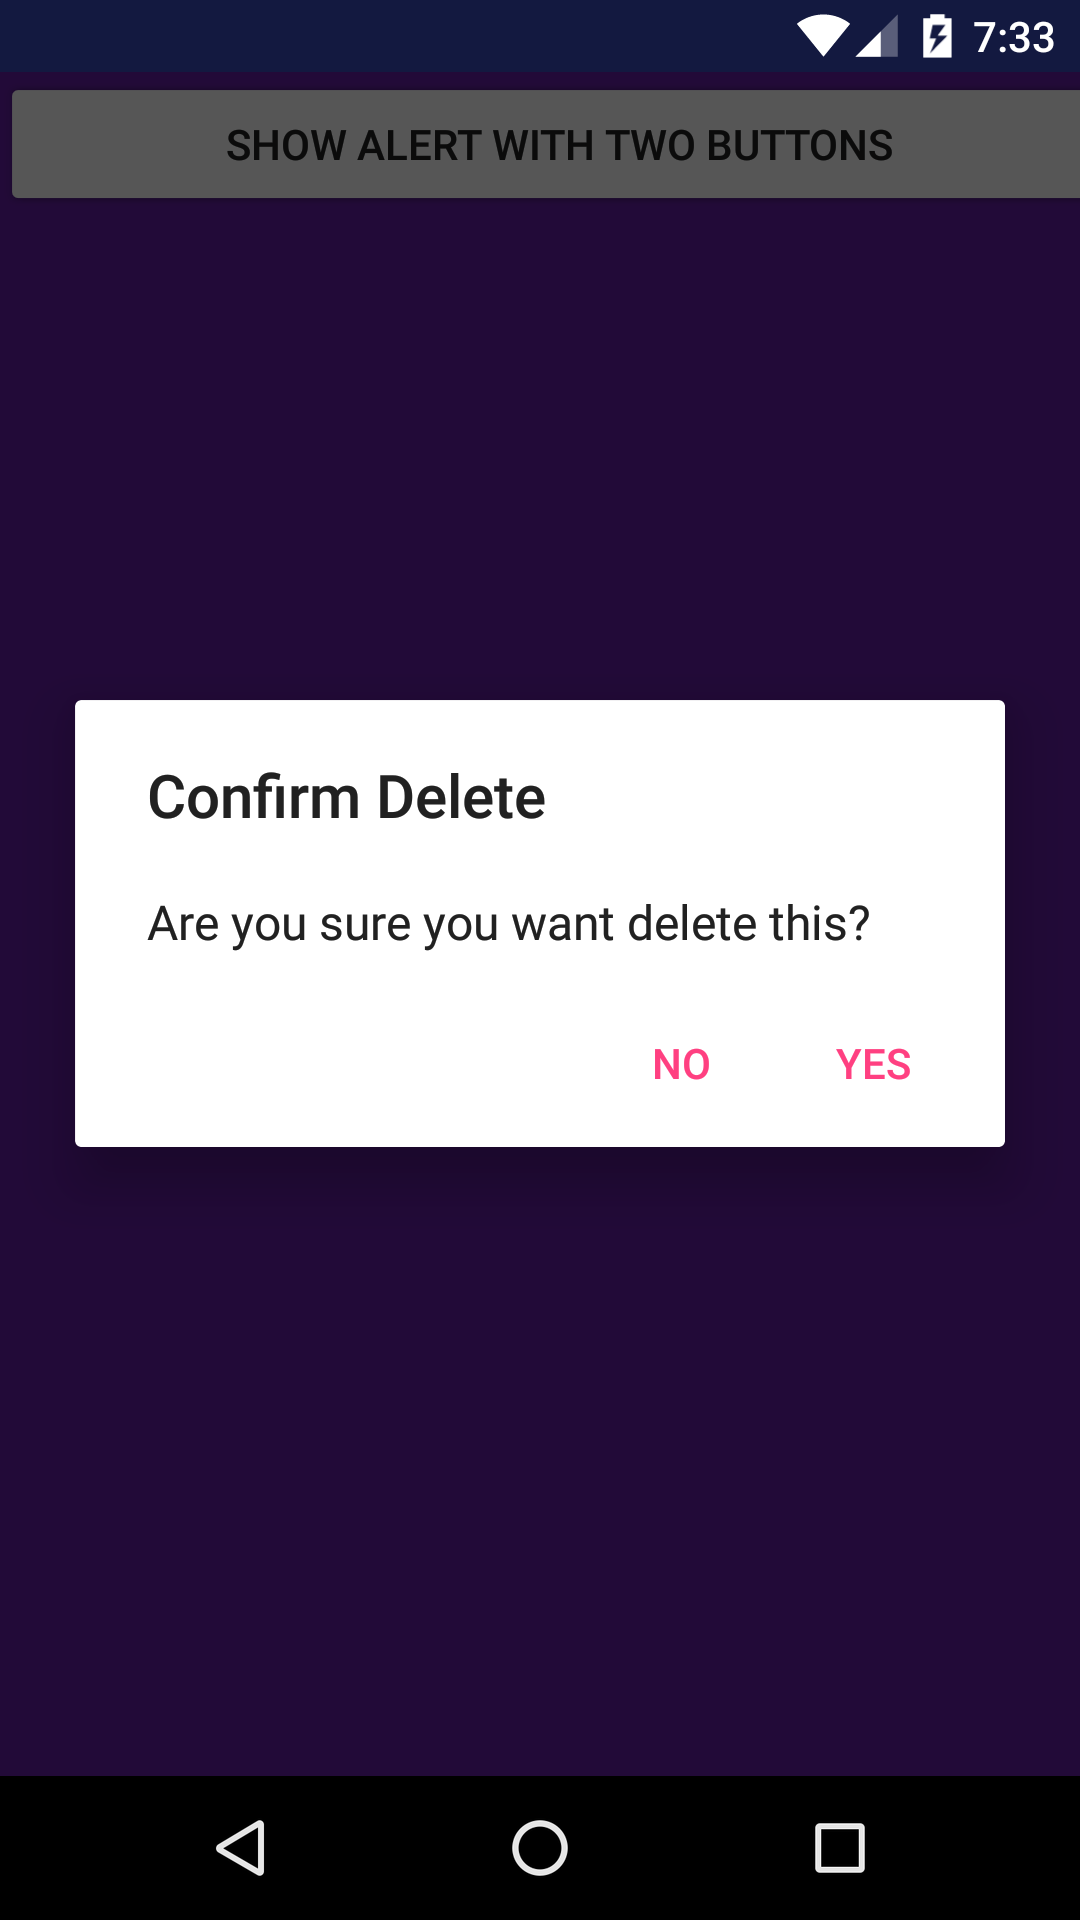 7:33
SHOW ALERT WITH TWO BUTTONS
Confirm Delete
Are you sure you want delete this?
NO YES